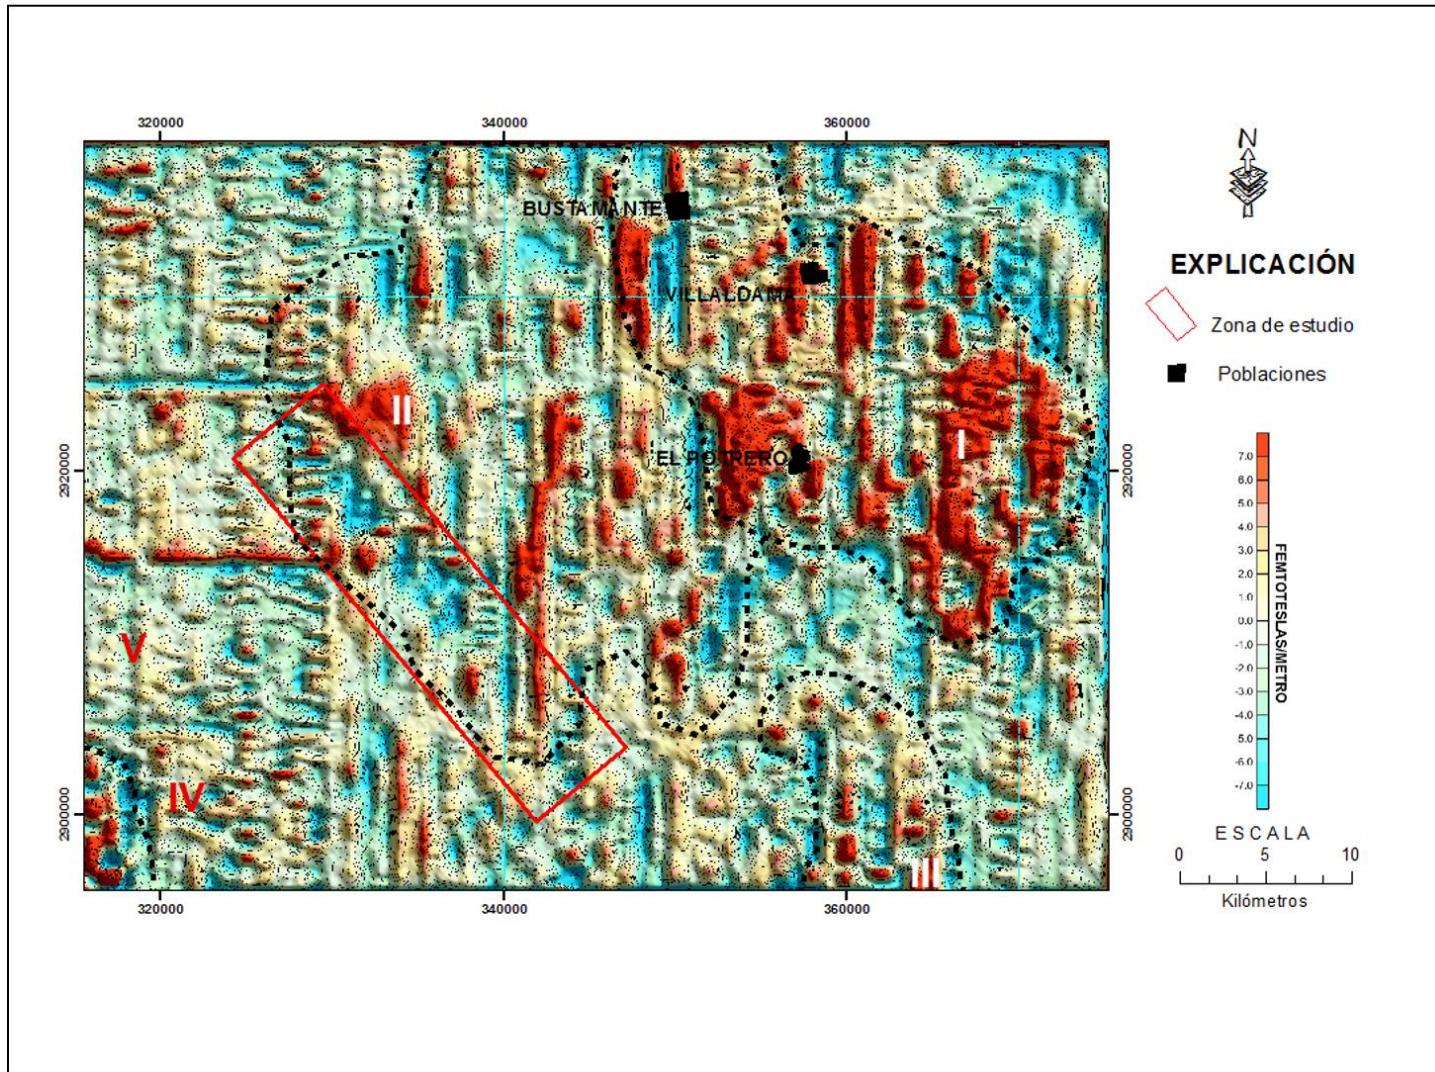 320000
340000
360000
N
BUSTAMANTE
VILLALDAMA
EXPLICACIÓN
Zona de estudio
Poblaciones
II
I
EL POTRERO
2920000
2920000
7.0
6.0
5.0
4.0
3.0
2.0
1.0
-0.0
-1.0
-2.0
-3.0
-4.0
5.0
-6.0
-7.0
FEMTOTESLAS/METRO
V
IV
III
2900000
2900000
ESCALA
0 5 10
Kilómetros
320000
340000
360000